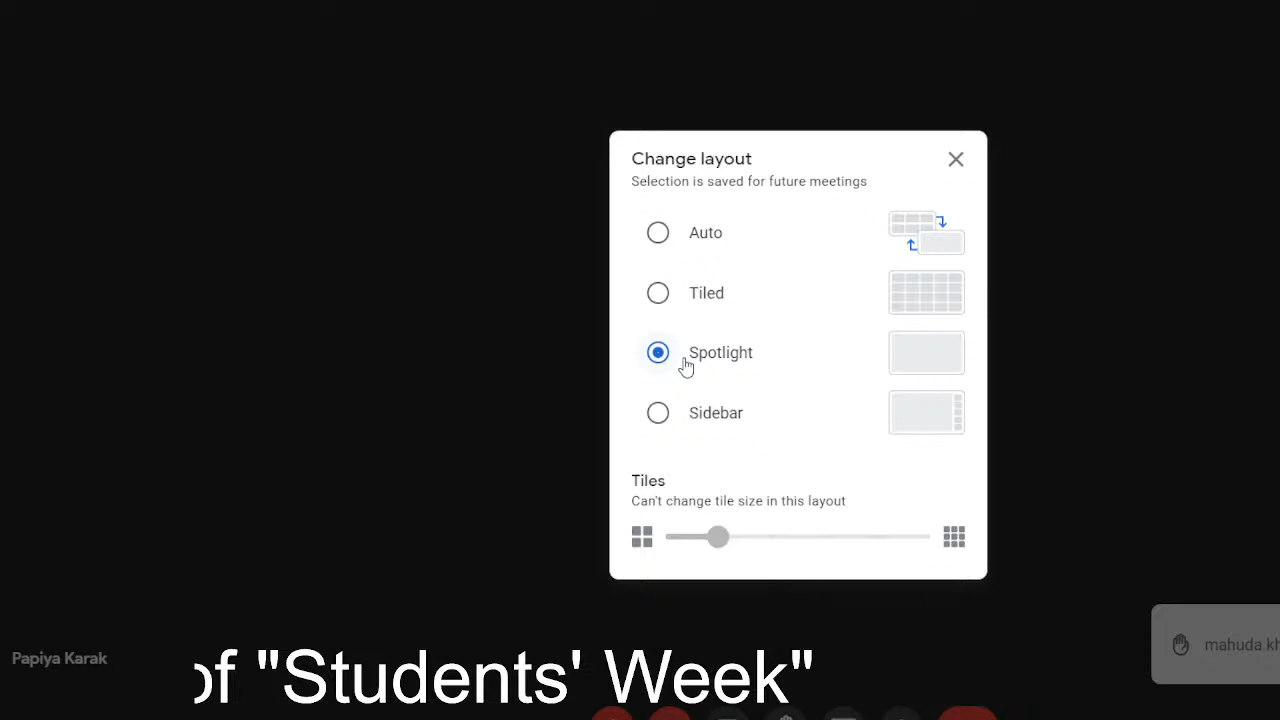 Change layout
Selection is saved for future meetings
Auto
Tiled
Spotlight
Sidebar
Tiles
Can't change tile size in this layout
mahuda
Papiya Karak
of "Students' Week"